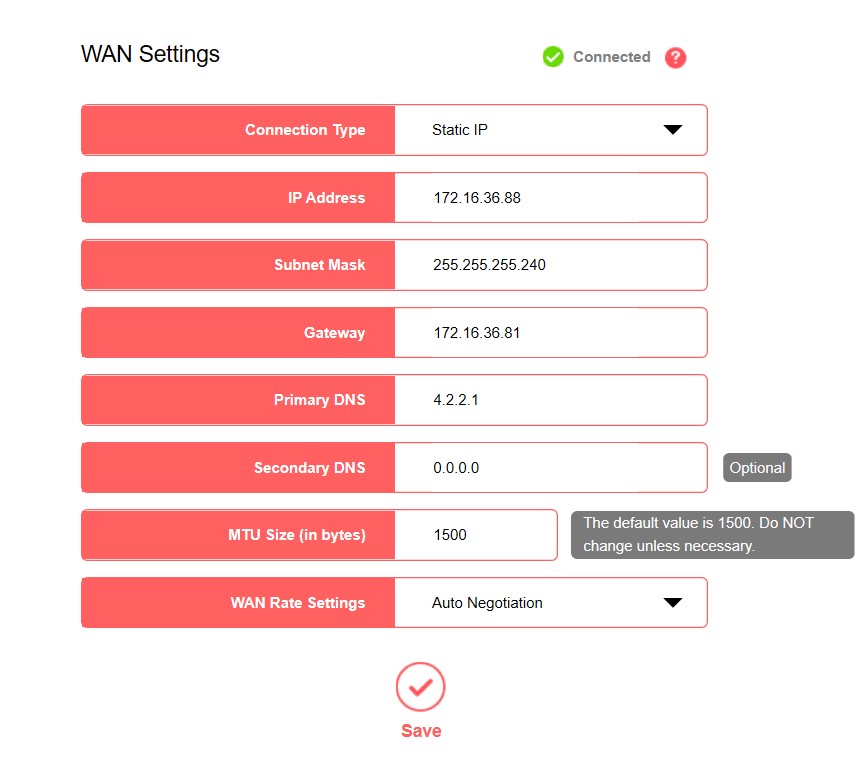 WAN Settings
Connected ?
Connection Type Static IP
IP Address 172.16.36.88
Subnet Mask 255.255.255.240
Gateway 172.16.36.81
Primary DNS 4.2.2.1
Secondary DNS 0.0.0.0 Optional
MTU Size (in bytes) 1500
The default value is 1500. Do NOT
change unless necessary.
WAN Rate Settings Auto Negotiation
Save